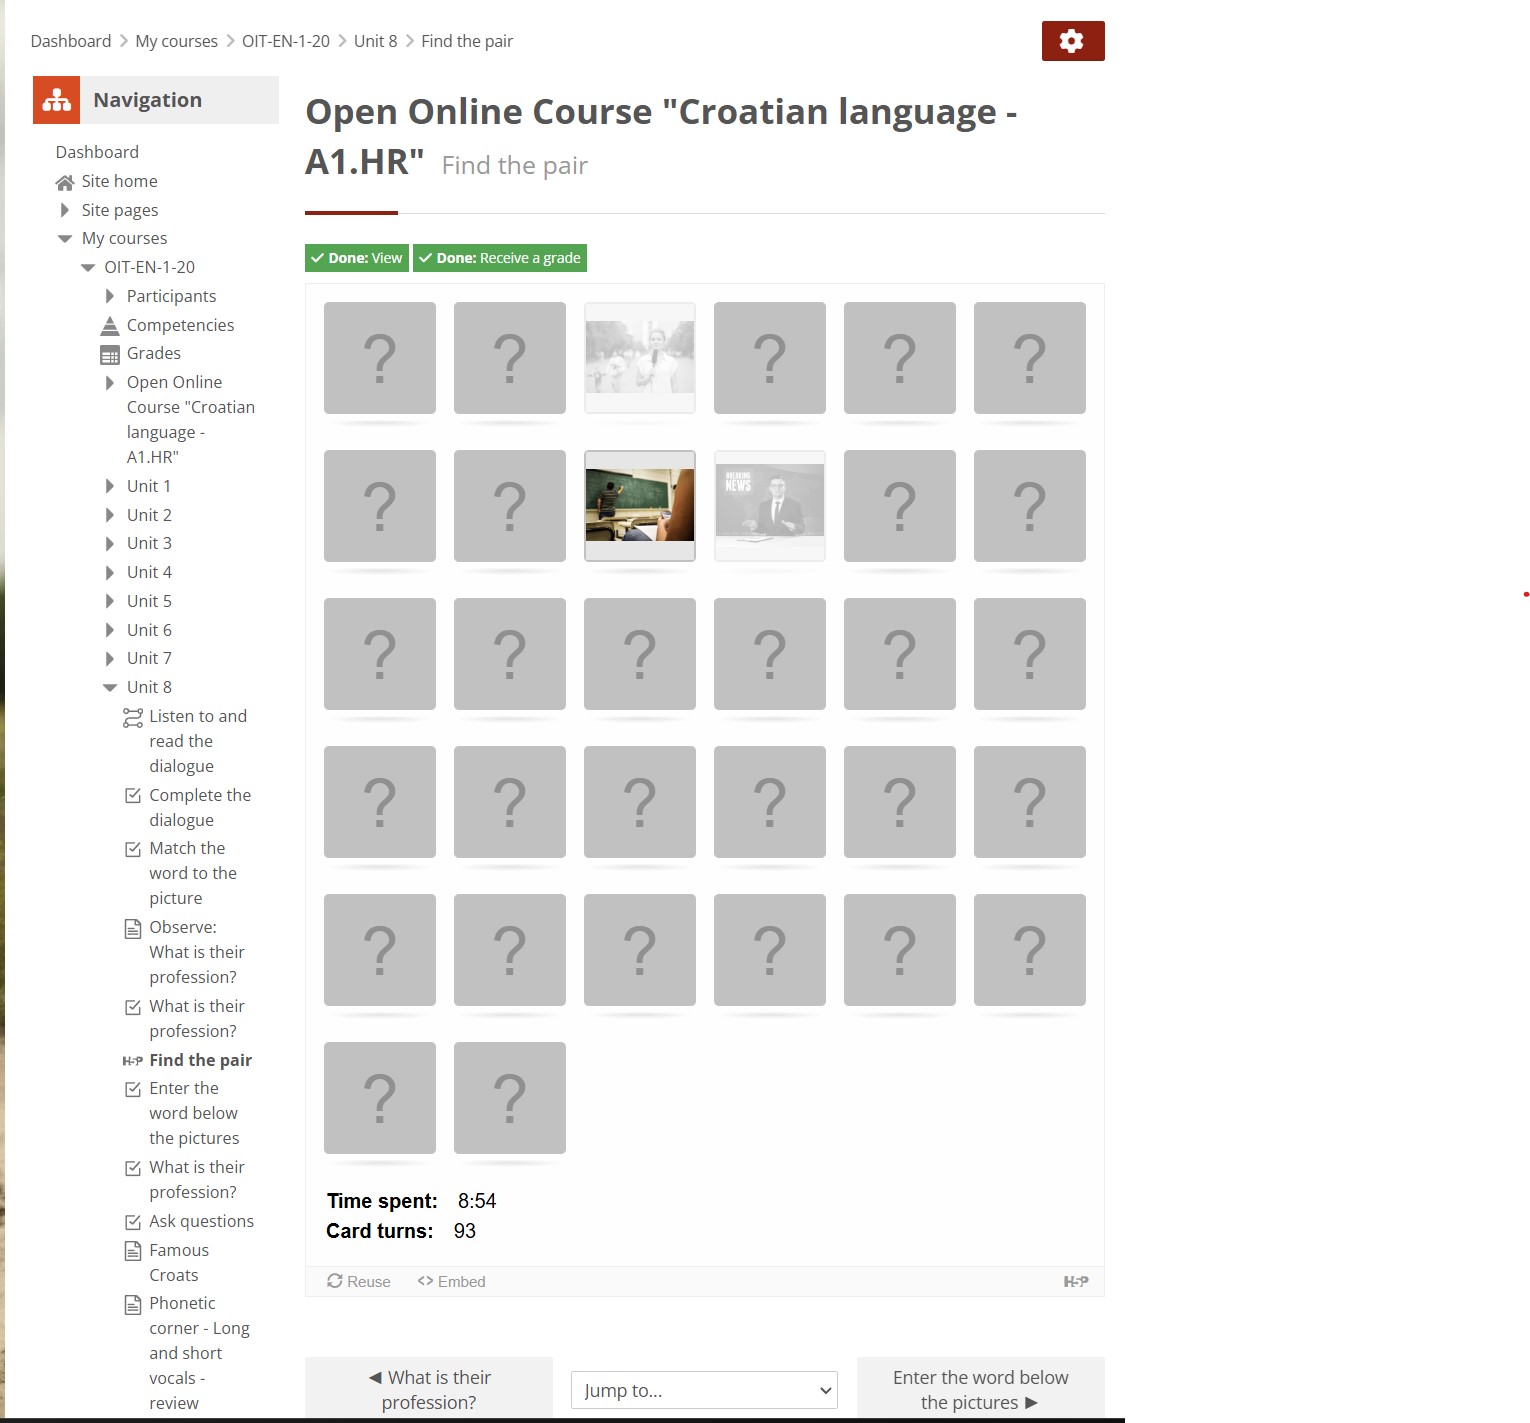 Dashboard > My courses > OIT-EN-1-20 > Unit 8 > Find the pair
Navigation
Dashboard
Site home
Site pages
My courses
OIT-EN-1-20
Participants
Competencies
Grades
Open Online
Course "Croatian
language -
A1.HR"
Unit 1
Unit 2
Unit 3
Unit 4
Unit 5
Unit 6
Unit 7
Unit 8
Listen to and
read the
dialogue
Complete the
dialogue
Match the
word to the
picture
Observe:
What is their
profession?
What is their
profession?
H5P Find the pair
Enter the
word below
the pictures
What is their
profession?
Ask questions
Famous
Croats
Phonetic
corner - Long
and short
vocals -
review
Open Online Course "Croatian language -
A1.HR" Find the pair
Done: View Done: Receive a grade
? ? ? ? ?
? ? ? ?
BREAKING
NEWS
? ? ? ? ? ?
? ? ? ? ? ?
? ? ? ? ? ?
? ?
Time spent: 8:54
Card turns: 93
Reuse <> Embed H5P
◄ What is their
profession?
Jump to...
Enter the word below
the pictures ►